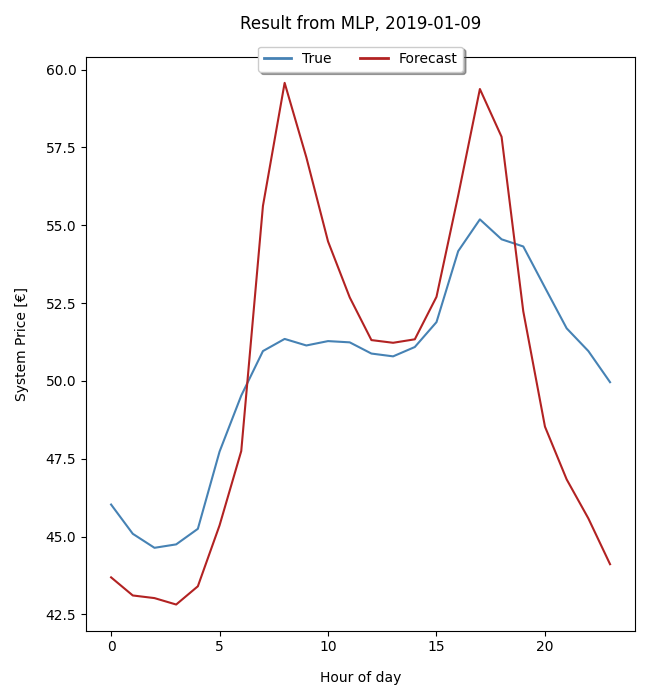 Result from MLP, 2019-01-09
True Forecast
60.0
57.5
55.0
52.5
50.0
47.5
45.0
42.5
System Price [€]
0 5 10 15 20
Hour of day